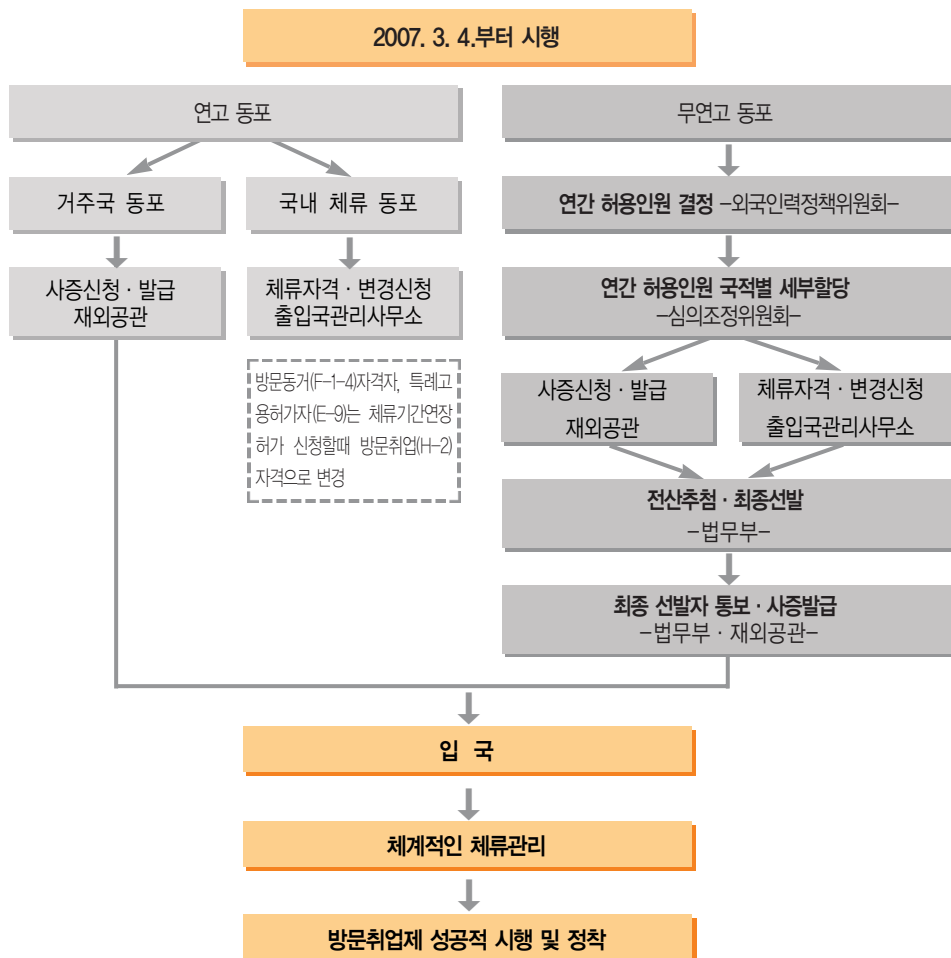 2007. 3. 4.부터 시행
연고 동포
거주국 동포
국내 체류 동포
사증신청 · 발급
재외공관
체류자격 · 변경신청
출입국관리사무소
방문동거(F-1-4)자격자, 특례고
용허가자(E-9)는 체류기간연장
허가 신청할때 방문취업(H-2)
자격으로 변경
무연고 동포
연간 허용인원 결정 -외국인력정책위원회-
연간 허용인원 국적별 세부할당
-심의조정위원회-
사증신청 · 발급
재외공관
체류자격 · 변경신청
출입국관리사무소
전산추첨 · 최종선발
-법무부-
최종 선발자 통보 · 사증발급
-법무부 · 재외공관-
입 국
체계적인 체류관리
방문취업제 성공적 시행 및 정착